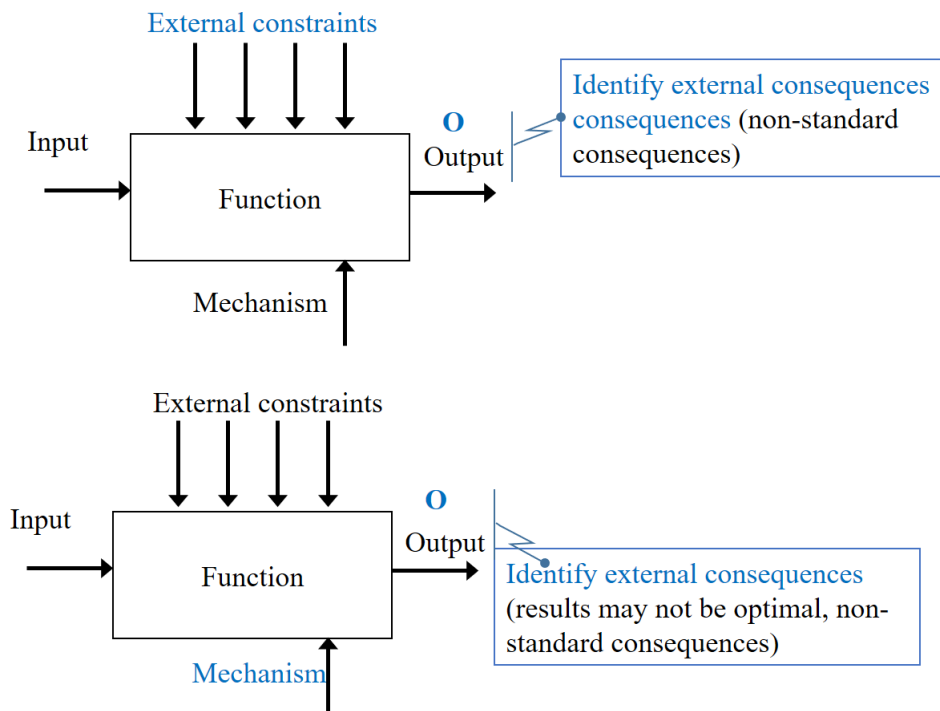 External constraints
Identify external consequences
consequences (non-standard
consequences)
O
Input
Output
Function
Mechanism
External constraints
O
Input
Output
Function
Identify external consequences
(results may not be optimal, non-
standard consequences)
Mechanism